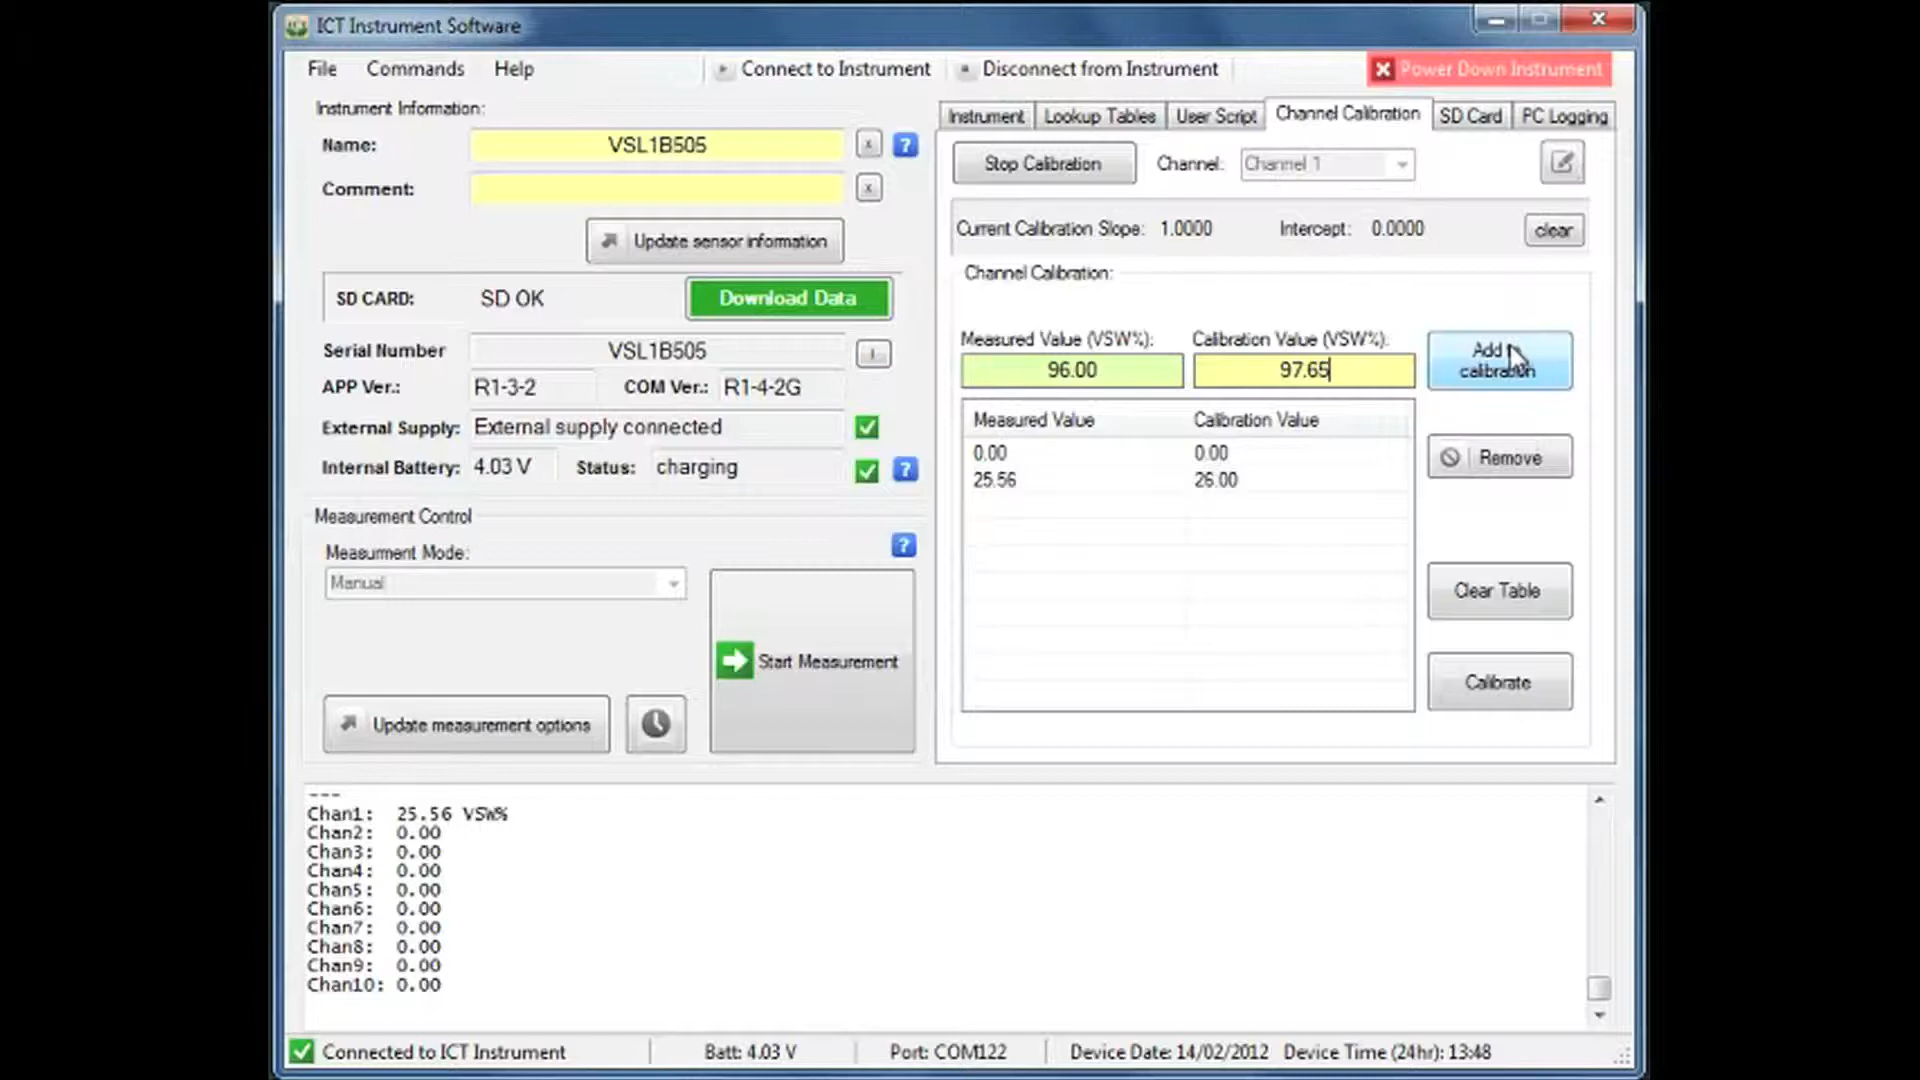 ICT Instrument Software
File Commands Help Connect to Instrument Disconnect from Instrument Power Down Instrument
Instrument Information:
Name: VSL1B505 x ?
Comment: x
Update sensor information
SD CARD: SD OK Download Data
Serial Number VSL1B505
APP Ver.: R1-3-2 COM Ver.: R1-4-2G
External Supply: External supply connected
Internal Battery: 4.03 V Status: charging ?
Measurement Control
?
Measurment Mode:
Manual
Start Measurement
Update measurement options
Instrument Lookup Tables User Script Channel Calibration SD Card PC Logging
Stop Calibration Channel: Channel 1
Current Calibration Slope: 1.0000 Intercept: 0.0000 clear
Channel Calibration:
Measured Value (VSW%): Calibration Value (VSW%):
96.00 97.65
Add
calibration
Measured Value Calibration Value
0.00 0.00
25.56 26.00
Remove
Clear Table
Calibrate
---
Chan1: 25.56 VSW%
Chan2: 0.00
Chan3: 0.00
Chan4: 0.00
Chan5: 0.00
Chan6: 0.00
Chan7: 0.00
Chan8: 0.00
Chan9: 0.00
Chan10: 0.00
Connected to ICT Instrument Batt: 4.03 V Port: COM122 Device Date: 14/02/2012 Device Time (24hr): 13:48